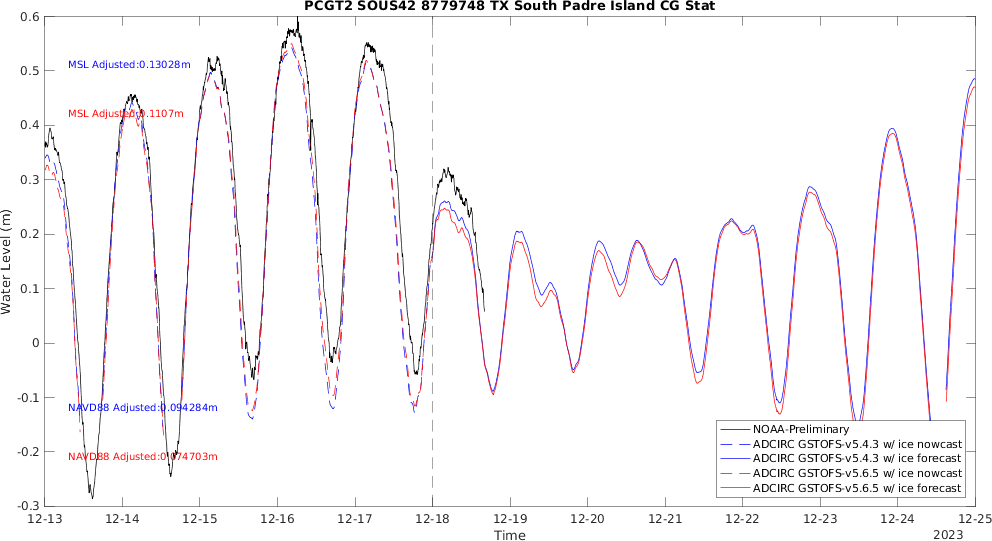 PCGT2 SOUS42 8779748 TX South Padre Island CG Stat
0.6
0.5
0.4
0.3
0.2
0.1
0
-0.1
-0.2
-0.3
Water Level (m)
MSL Adjusted:0.13028m
MSL Adjusted:0.1107m
NAVD88 Adjusted:0.094284m
NAVD88 Adjusted:0.074703m
NOAA-Preliminary
ADCIRC GSTOFS-v5.4.3 w/ ice nowcast
ADCIRC GSTOFS-v5.4.3 w/ ice forecast
ADCIRC GSTOFS-v5.6.5 w/ ice nowcast
ADCIRC GSTOFS-v5.6.5 w/ ice forecast
12-13 12-14 12-15 12-16 12-17 12-18 12-19 12-20 12-21 12-22 12-23 12-24 12-25
Time
2023